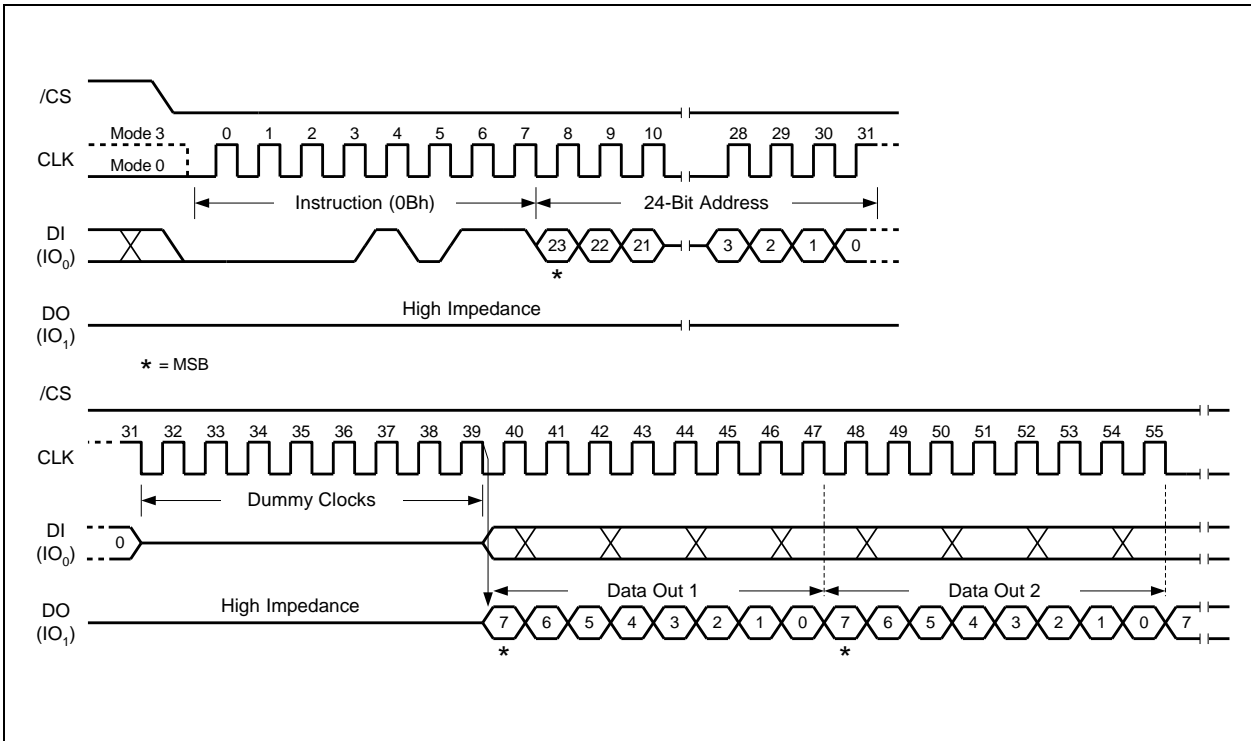 /CS
Mode 3 0 1 2 3 4 5 6 7 8 9 10 28 29 30 31
CLK
Mode 0
Instruction (0Bh) 24-Bit Address
DI
(IO0)
23 22 21 3 2 1 0
*
DO
(IO1)
High Impedance
* = MSB
/CS
31 32 33 34 35 36 37 38 39 40 41 42 43 44 45 46 47 48 49 50 51 52 53 54 55
CLK
Dummy Clocks
DI
(IO0)
0
Data Out 1 Data Out 2
DO
(IO1)
High Impedance
7 6 5 4 3 2 1 0 7 6 5 4 3 2 1 0 7
* *